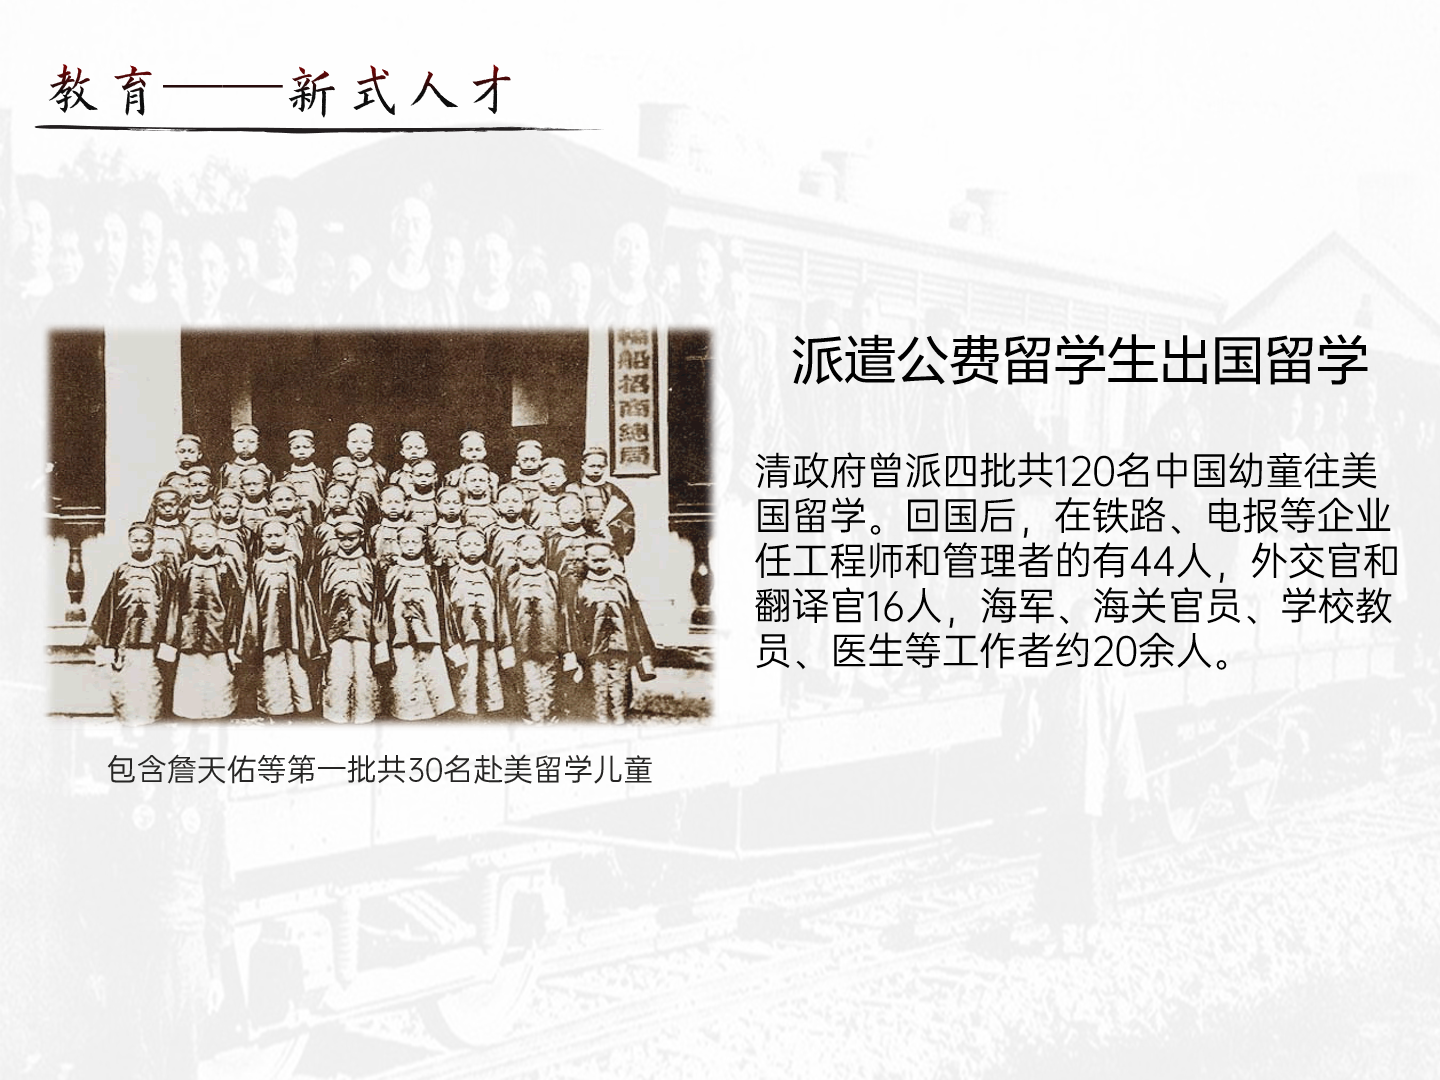 教育——新式人才
輪船招商總局
派遣公费留学生出国留学
清政府曾派四批共120名中国幼童往美
国留学。回国后，在铁路、电报等企业
任工程师和管理者的有44人，外交官和
翻译官16人，海军、海关官员、学校教
员、医生等工作者约20余人。
包含詹天佑等第一批共30名赴美留学儿童